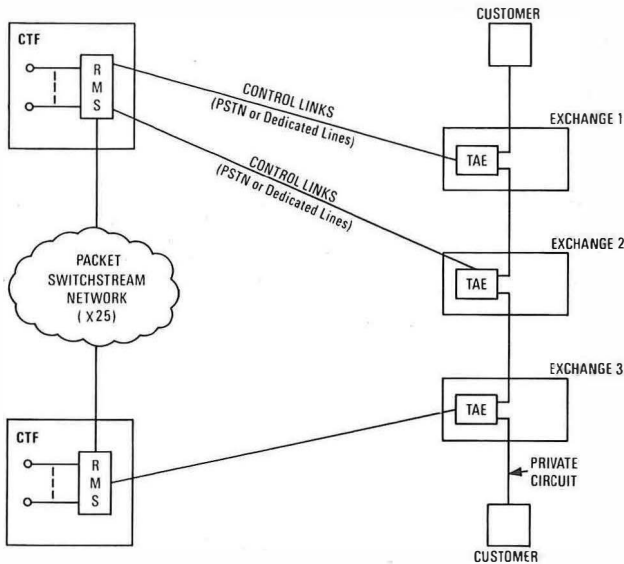 CUSTOMER
CTF
R
M
S
CONTROL LINKS
(PSTN or Dedicated Lines)
EXCHANGE 1
TAE
CONTROL LINKS
(PSTN or Dedicated Lines)
EXCHANGE 2
TAE
PACKET
SWITCHSTREAM
NETWORK
(X25)
EXCHANGE 3
TAE
CTF
R
M
S
PRIVATE
CIRCUIT
CUSTOMER